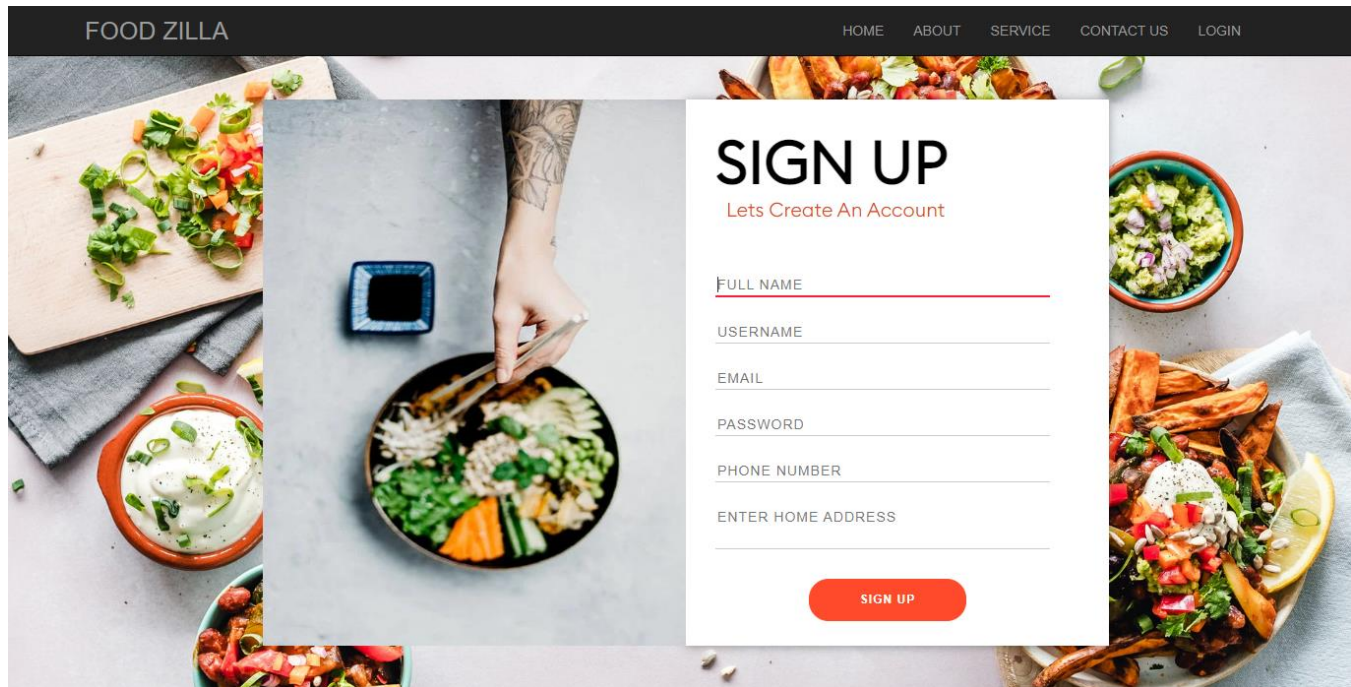 FOOD ZILLA
HOME ABOUT SERVICE CONTACT US LOGIN
SIGN UP
Lets Create An Account
FULL NAME
USERNAME
EMAIL
PASSWORD
PHONE NUMBER
ENTER HOME ADDRESS
SIGN UP